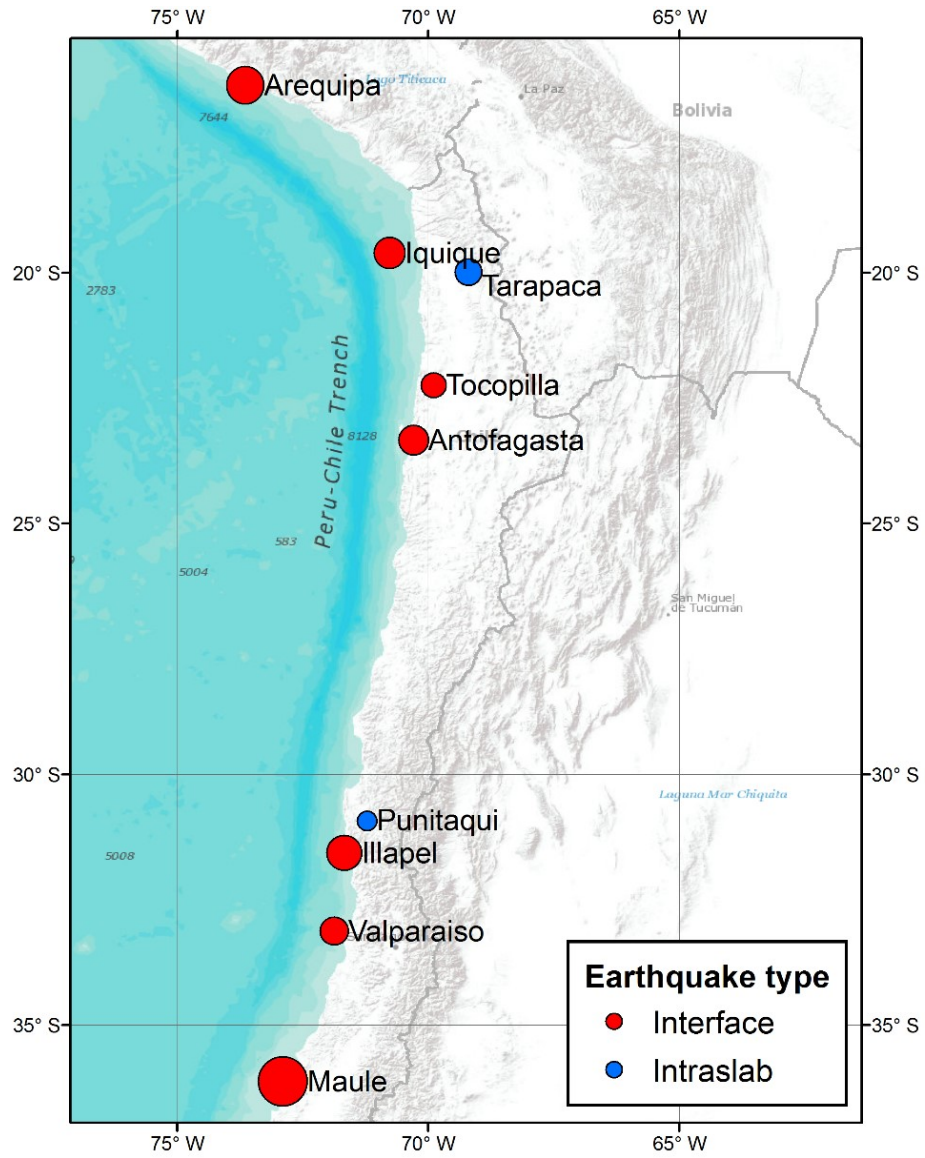 75° W 70° W 65° W
Arequipa
Lago Titicaca
La Paz
7644
Bolivia
Iquique
20° S 20° S
Tarapaca
2783
Peru-Chile Trench
Tocopilla
8128
Antofagasta
25° S 25° S
583
5004
San Miguel
de Tucumán
30° S 30° S
Laguna Mar Chiquita
Punitaqui
5008
Illapel
Valparaiso
35° S 35° S
Maule
Earthquake type
Interface
Intraslab
75° W 70° W 65° W